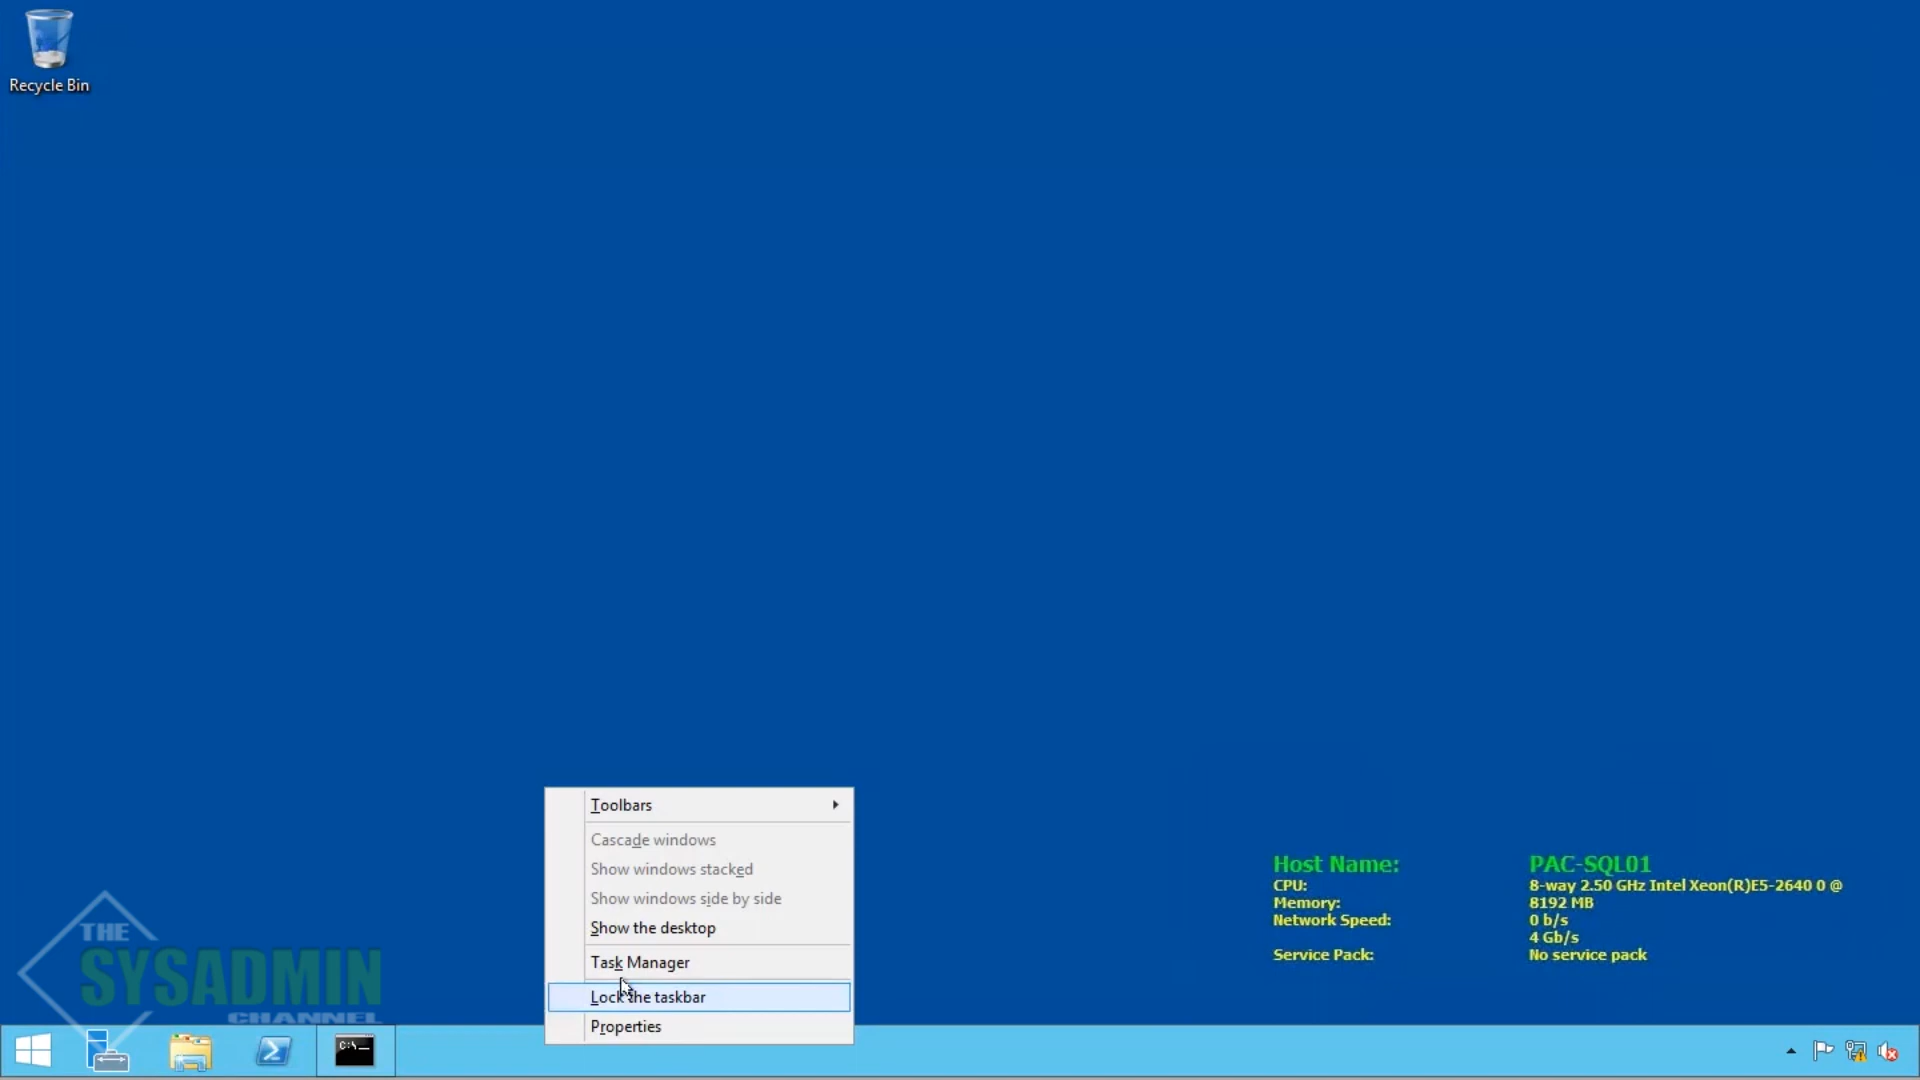 Recycle Bin
Toolbars
Cascade windows
Show windows stacked
Show windows side by side
Show the desktop
Task Manager
Lock the taskbar
Properties
Host Name: PAC-SQL01
CPU: 8-way 2.50 GHz Intel Xeon(R)E5-2640 0 @
Memory: 8192 MB
Network Speed: 0 b/s
4 Gb/s
Service Pack: No service pack
THE
SYSADMIN
CHANNEL
C:\